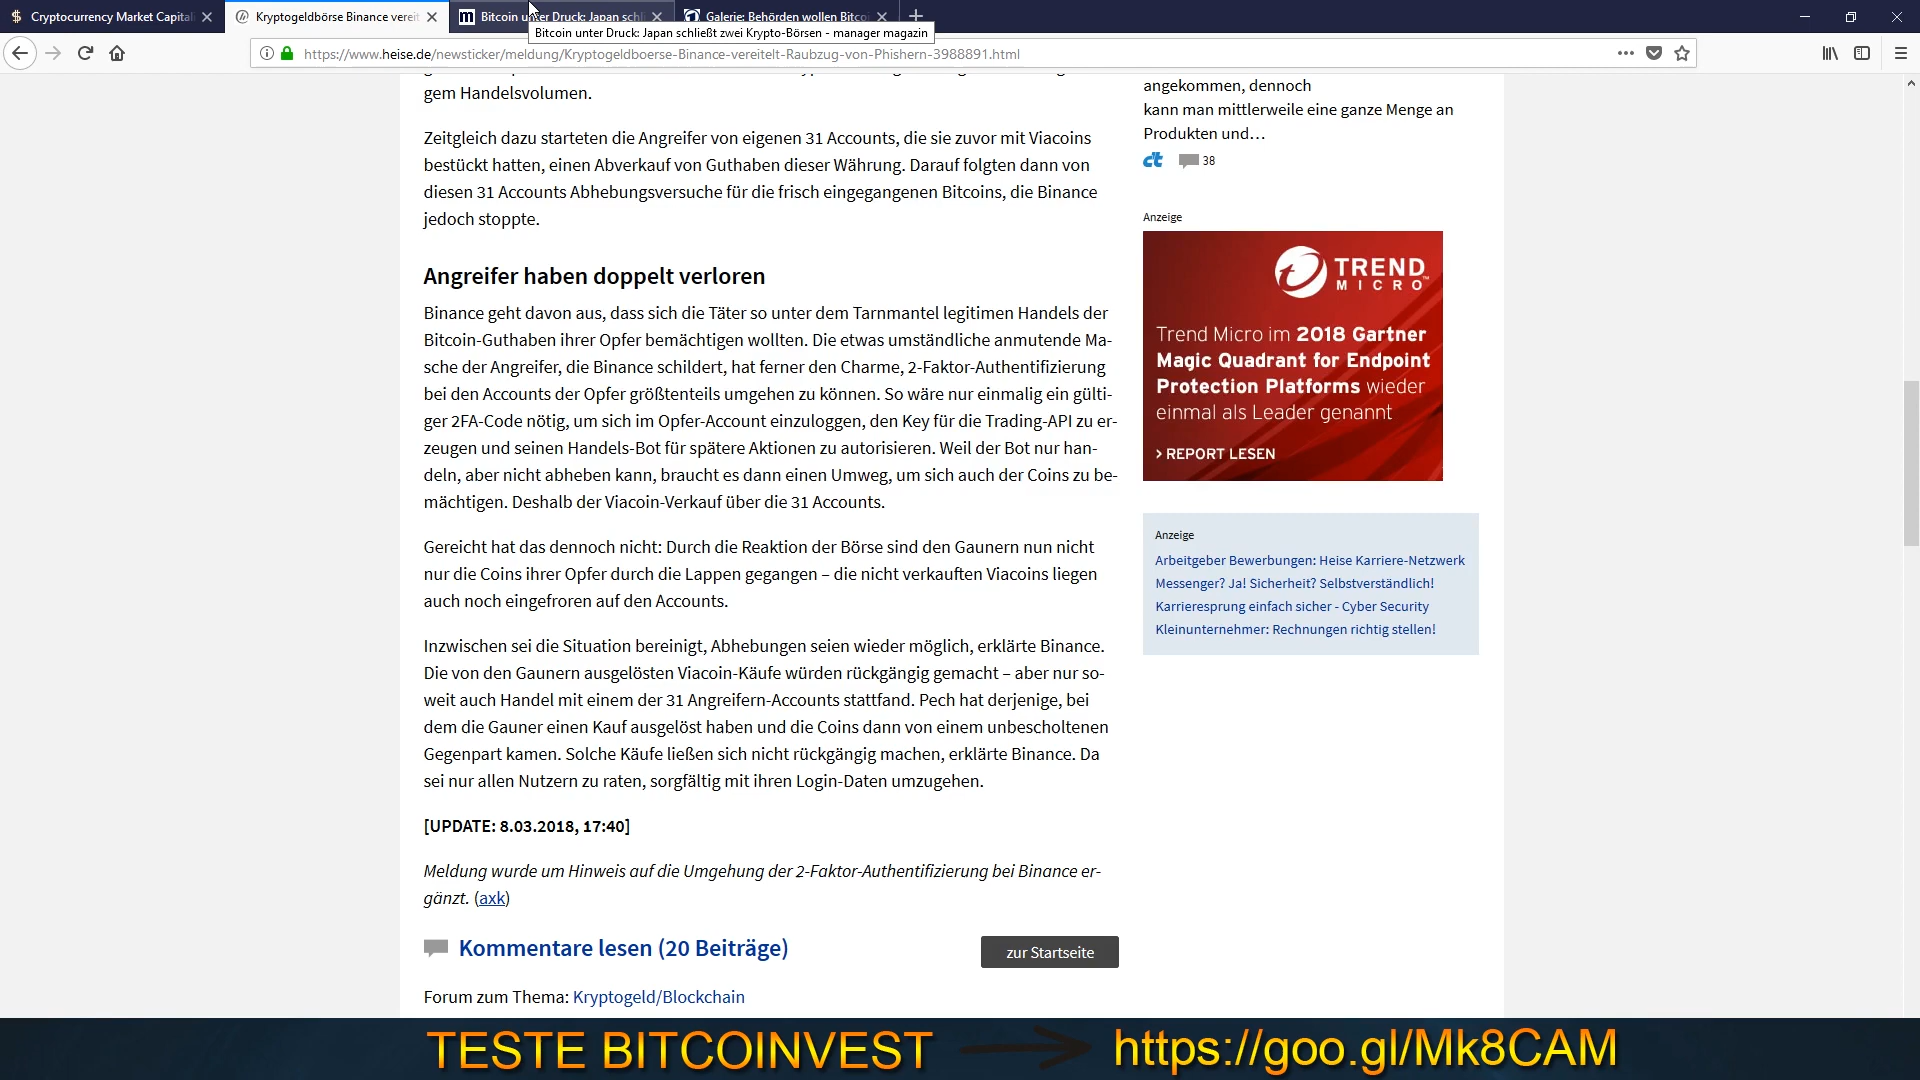 Cryptocurrency Market Capital
Kryptogeldbörse Binance vereit
Bitcoin unter Druck: Japan schl
Galerie: Behörden wollen Bitco
Bitcoin unter Druck: Japan schließt zwei Krypto-Börsen - manager magazin
https://www.heise.de/newsticker/meldung/Kryptogeldboerse-Binance-vereitelt-Raubzug-von-Phishern-3988891.html
gem Handelsvolumen.
Zeitgleich dazu starteten die Angreifer von eigenen 31 Accounts, die sie zuvor mit Viacoins
bestückt hatten, einen Abverkauf von Guthaben dieser Währung. Darauf folgten dann von
diesen 31 Accounts Abhebungsversuche für die frisch eingegangenen Bitcoins, die Binance
jedoch stoppte.
Angreifer haben doppelt verloren
Binance geht davon aus, dass sich die Täter so unter dem Tarnmantel legitimen Handels der
Bitcoin-Guthaben ihrer Opfer bemächtigen wollten. Die etwas umständliche anmutende Ma-
sche der Angreifer, die Binance schildert, hat ferner den Charme, 2-Faktor-Authentifizierung
bei den Accounts der Opfer größtenteils umgehen zu können. So wäre nur einmalig ein gülti-
ger 2FA-Code nötig, um sich im Opfer-Account einzuloggen, den Key für die Trading-API zu er-
zeugen und seinen Handels-Bot für spätere Aktionen zu autorisieren. Weil der Bot nur han-
deln, aber nicht abheben kann, braucht es dann einen Umweg, um sich auch der Coins zu be-
mächtigen. Deshalb der Viacoin-Verkauf über die 31 Accounts.
Gereicht hat das dennoch nicht: Durch die Reaktion der Börse sind den Gaunern nun nicht
nur die Coins ihrer Opfer durch die Lappen gegangen – die nicht verkauften Viacoins liegen
auch noch eingefroren auf den Accounts.
Inzwischen sei die Situation bereinigt, Abhebungen seien wieder möglich, erklärte Binance.
Die von den Gaunern ausgelösten Viacoin-Käufe würden rückgängig gemacht – aber nur so-
weit auch Handel mit einem der 31 Angreifern-Accounts stattfand. Pech hat derjenige, bei
dem die Gauner einen Kauf ausgelöst haben und die Coins dann von einem unbescholtenen
Gegenpart kamen. Solche Käufe ließen sich nicht rückgängig machen, erklärte Binance. Da
sei nur allen Nutzern zu raten, sorgfältig mit ihren Login-Daten umzugehen.
[UPDATE: 8.03.2018, 17:40]
Meldung wurde um Hinweis auf die Umgehung der 2-Faktor-Authentifizierung bei Binance er-
gänzt. (axk)
Kommentare lesen (20 Beiträge)
zur Startseite
Forum zum Thema: Kryptogeld/Blockchain
angekommen, dennoch
kann man mittlerweile eine ganze Menge an
Produkten und…
c't 38
Anzeige
TREND
MICRO™
Trend Micro im 2018 Gartner
Magic Quadrant for Endpoint
Protection Platforms wieder
einmal als Leader genannt
> REPORT LESEN
Anzeige
Arbeitgeber Bewerbungen: Heise Karriere-Netzwerk
Messenger? Ja! Sicherheit? Selbstverständlich!
Karrieresprung einfach sicher - Cyber Security
Kleinunternehmer: Rechnungen richtig stellen!
TESTE BITCOINVEST
https://goo.gl/Mk8CAM